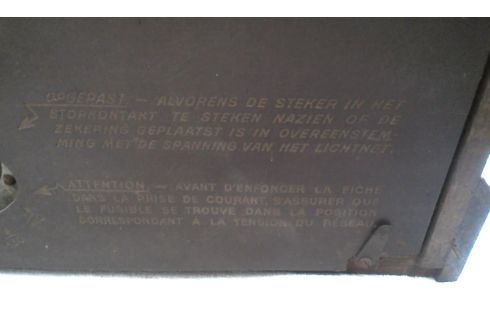 OPGEPAST. – ALVORENS DE STEKER IN HET
STOPKONTAKT TE STEKEN NAZIEN OF DE
ZEKERING GEPLAATST IS IN OVEREENSTEM-
MING MET DE SPANNING VAN HET LICHTNET.
ATTENTION. – AVANT D'ENFONCER LA FICHE
DANS LA PRISE DE COURANT, S'ASSURER QUE
LE FUSIBLE SE TROUVE DANS LA POSITION
CORRESPONDANT À LA TENSION DU RÉSEAU.